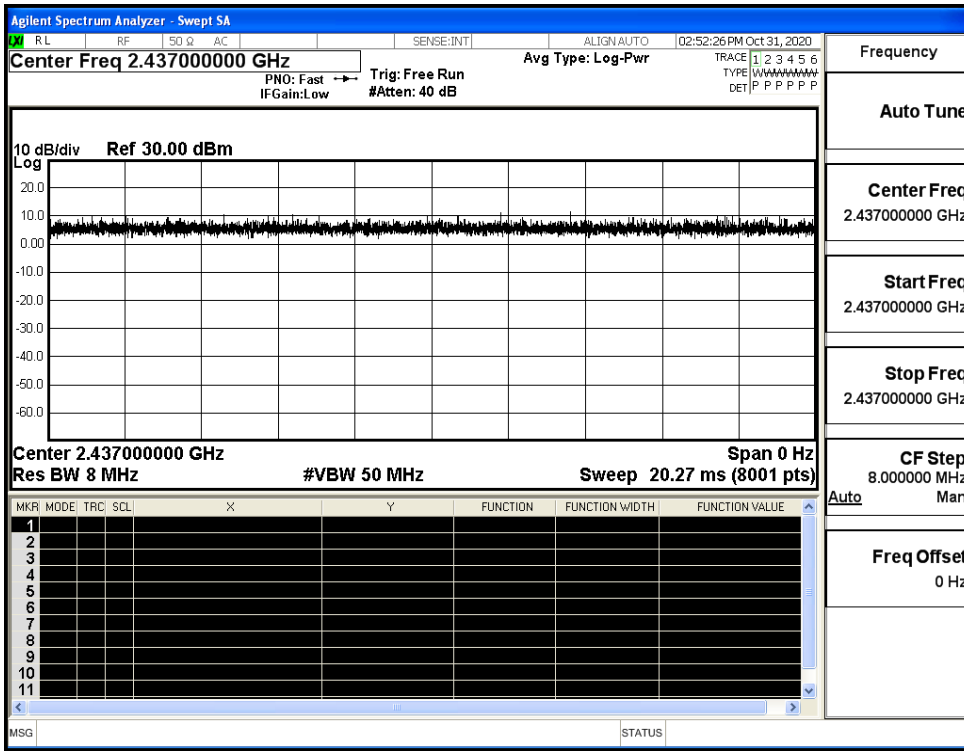 Agilent Spectrum Analyzer - Swept SA
LXI RL RF 50 Ω AC SENSE:INT ALIGN AUTO 02:52:26 PM Oct 31, 2020
Center Freq 2.437000000 GHz
PNO: Fast
IFGain:Low
Trig: Free Run
#Atten: 40 dB
Avg Type: Log-Pwr
TRACE 1 2 3 4 5 6
TYPE
DET P P P P P P
10 dB/div Ref 30.00 dBm
Log
20.0
10.0
0.00
-10.0
-20.0
-30.0
-40.0
-50.0
-60.0
Center 2.437000000 GHz Span 0 Hz
Res BW 8 MHz #VBW 50 MHz Sweep 20.27 ms (8001 pts)
MKR MODE TRC SCL X Y FUNCTION FUNCTION WIDTH FUNCTION VALUE
1
2
3
4
5
6
7
8
9
10
11
MSG STATUS
Frequency
Auto Tune
Center Freq
2.437000000 GHz
Start Freq
2.437000000 GHz
Stop Freq
2.437000000 GHz
CF Step
8.000000 MHz
Auto Man
Freq Offset
0 Hz